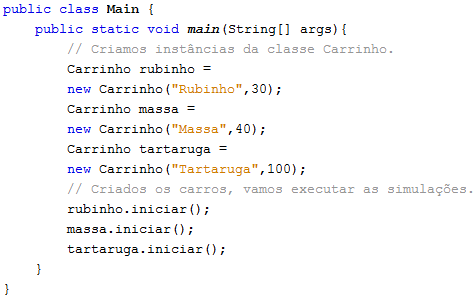 public class Main {
public static void main(String[] args){
// Criamos instâncias da classe Carrinho.
Carrinho rubinho =
new Carrinho("Rubinho",30);
Carrinho massa =
new Carrinho("Massa",40);
Carrinho tartaruga =
new Carrinho("Tartaruga",100);
// Criados os carros, vamos executar as simulações.
rubinho.iniciar();
massa.iniciar();
tartaruga.iniciar();
}
}